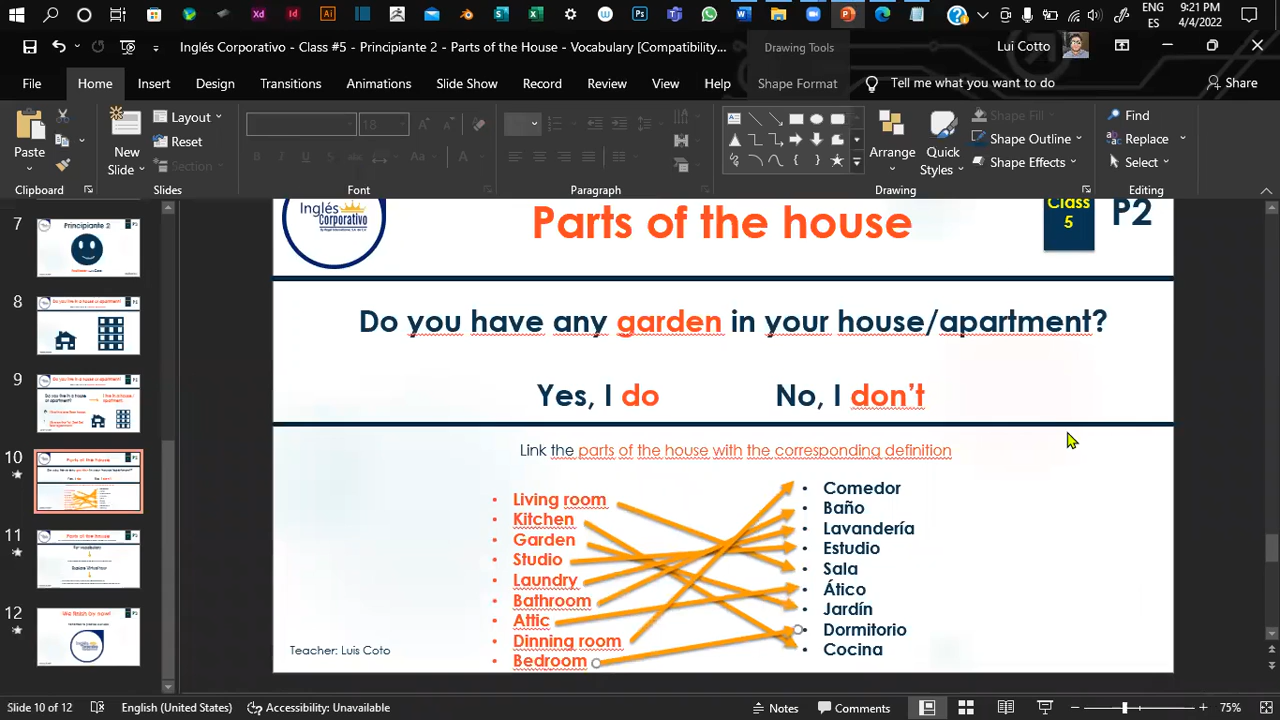 ENG
ES
9:21 PM
4/4/2022
Inglés Corporativo - Class #5 - Principiante 2 - Parts of the House - Vocabulary [Compatibility...
Drawing Tools
Lui Cotto
File Home Insert Design Transitions Animations Slide Show Record Review View Help Shape Format Tell me what you want to do Share
Paste
New Slide
Layout
Reset
Section
18
Arrange
Quick Styles
Shape Fill
Shape Outline
Shape Effects
Find
Replace
Select
Clipboard Slides Font Paragraph Drawing Editing
7
8
9
10
11
12
Inglés
Corporativo
Parts of the house
Class
5
P2
Do you have any garden in your house/apartment?
Yes, I do No, I don't
Link the parts of the house with the corresponding definition
• Living room
• Kitchen
• Garden
• Studio
• Laundry
• Bathroom
• Attic
• Dinning room
• Bedroom
• Comedor
• Baño
• Lavandería
• Estudio
• Sala
• Ático
• Jardín
• Dormitorio
• Cocina
Teacher: Luis Coto
Slide 10 of 12 English (United States) Accessibility: Unavailable Notes Comments 75%